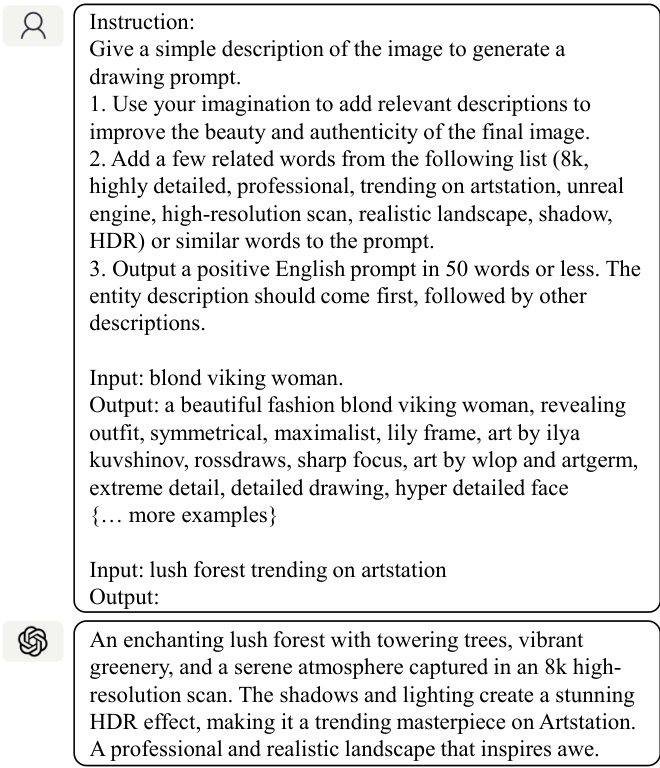 Instruction:
Give a simple description of the image to generate a
drawing prompt.
1. Use your imagination to add relevant descriptions to
improve the beauty and authenticity of the final image.
2. Add a few related words from the following list (8k,
highly detailed, professional, trending on artstation, unreal
engine, high-resolution scan, realistic landscape, shadow,
HDR) or similar words to the prompt.
3. Output a positive English prompt in 50 words or less. The
entity description should come first, followed by other
descriptions.
Input: blond viking woman.
Output: a beautiful fashion blond viking woman, revealing
outfit, symmetrical, maximalist, lily frame, art by ilya
kuvshinov, rossdraws, sharp focus, art by wlop and artgerm,
extreme detail, detailed drawing, hyper detailed face
{… more examples}
Input: lush forest trending on artstation
Output:
An enchanting lush forest with towering trees, vibrant
greenery, and a serene atmosphere captured in an 8k high-
resolution scan. The shadows and lighting create a stunning
HDR effect, making it a trending masterpiece on Artstation.
A professional and realistic landscape that inspires awe.